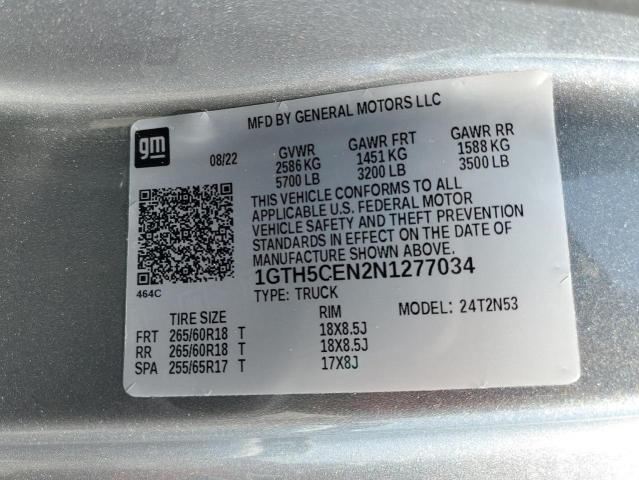 MFD BY GENERAL MOTORS LLC
gm
08/22 GVWR GAWR FRT GAWR RR
2586 KG 1451 KG 1588 KG
5700 LB 3200 LB 3500 LB
THIS VEHICLE CONFORMS TO ALL
APPLICABLE U.S. FEDERAL MOTOR
VEHICLE SAFETY AND THEFT PREVENTION
STANDARDS IN EFFECT ON THE DATE OF
MANUFACTURE SHOWN ABOVE.
464C
1GTH5CEN2N1277034
TYPE: TRUCK MODEL: 24T2N53
TIRE SIZE RIM
FRT 265/60R18 T 18X8.5J
RR 265/60R18 T 18X8.5J
SPA 255/65R17 T 17X8J